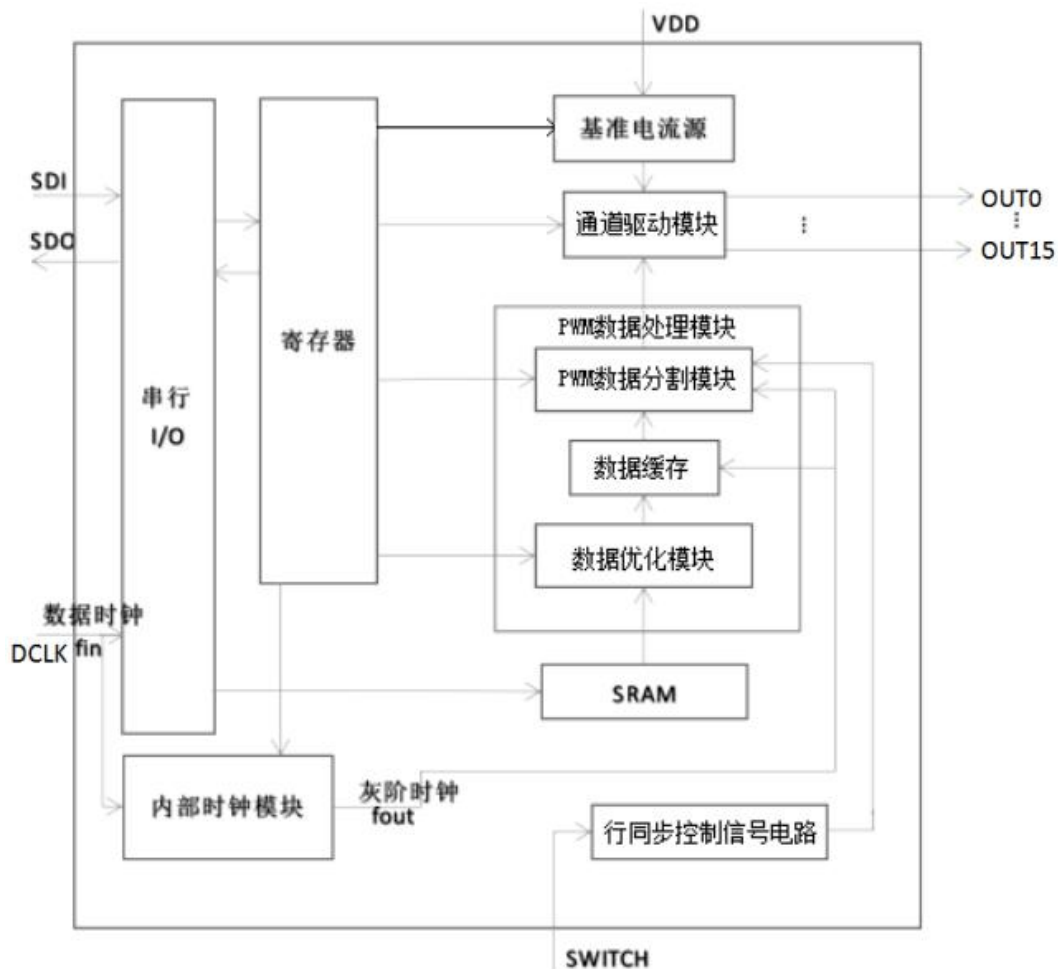 VDD
基准电流源
SDI
SDO
通道驱动模块
OUT0
OUT15
寄存器
串行
I/O
PWM数据处理模块
PWM数据分割模块
数据缓存
数据优化模块
数据时钟
DCLK fin
SRAM
内部时钟模块
灰阶时钟
fout
行同步控制信号电路
SWITCH